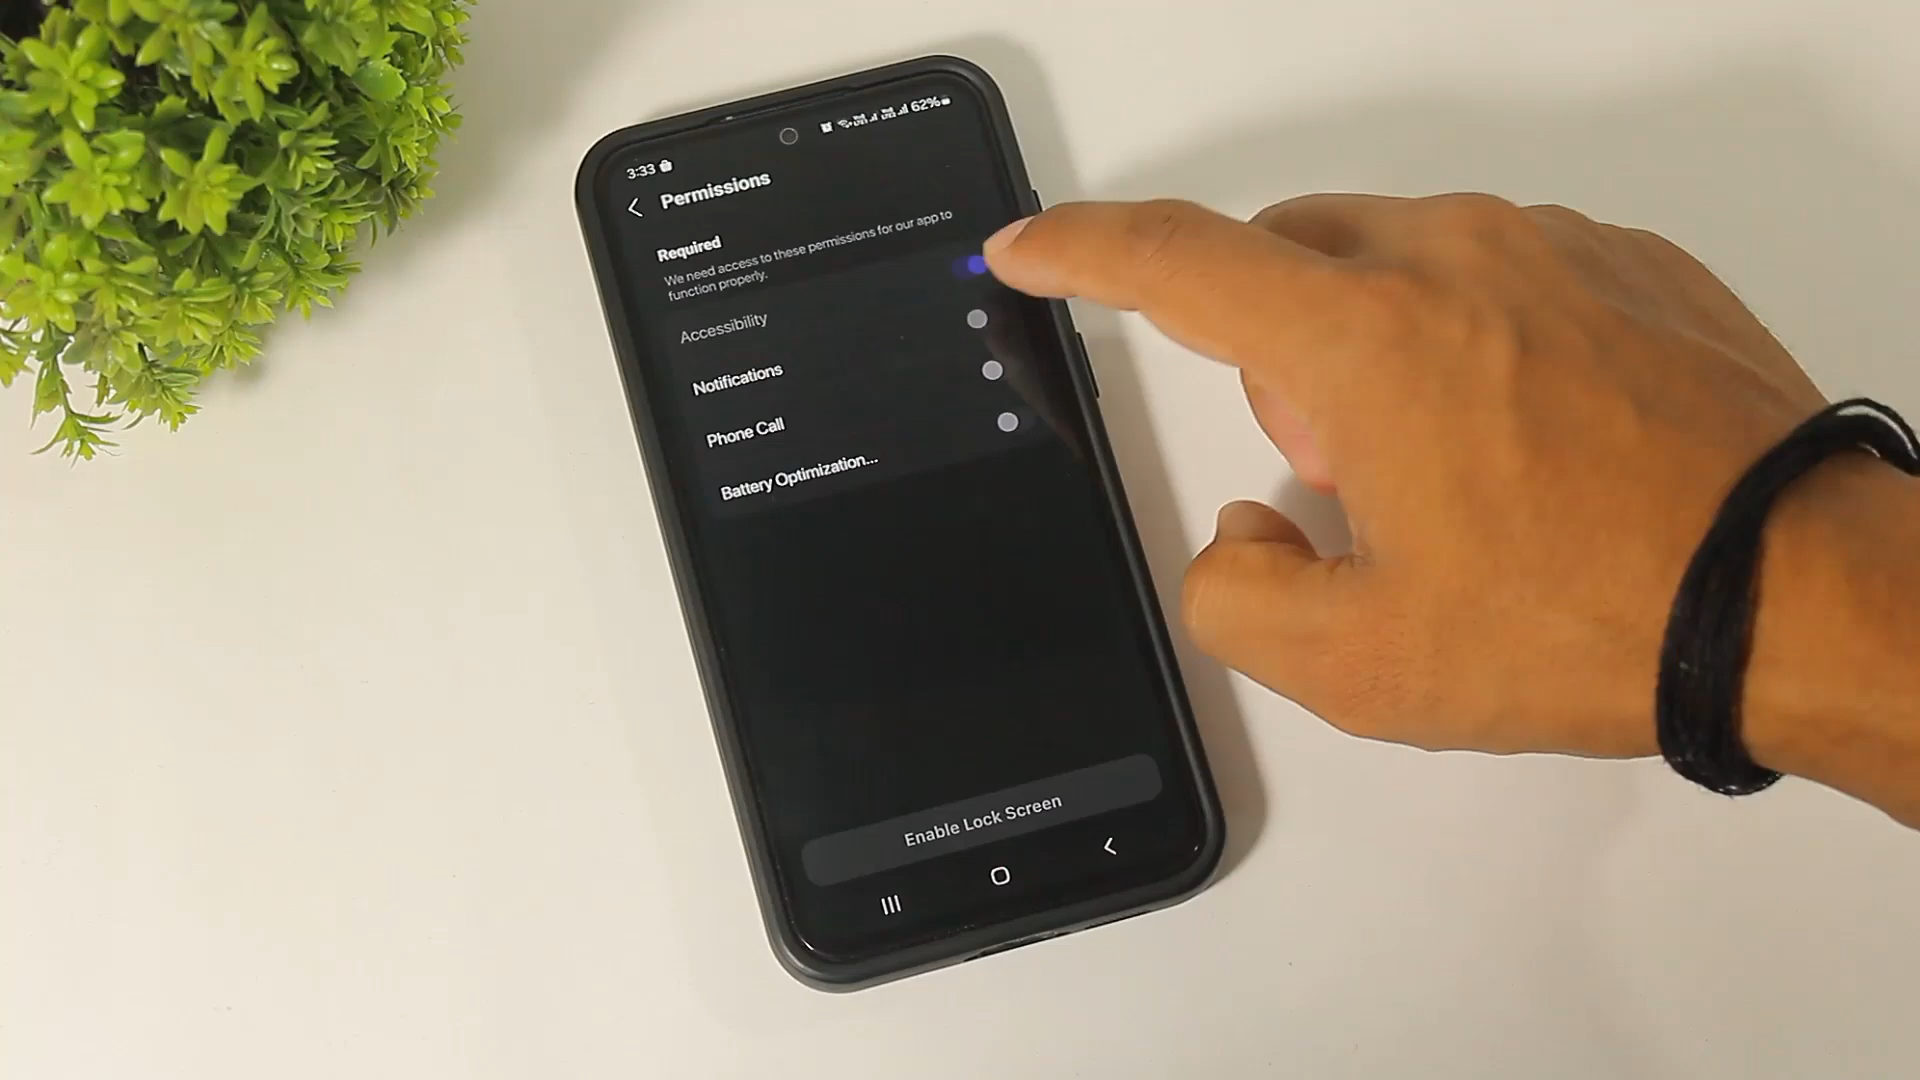 3:33 62%
Permissions
Required
We need access to these permissions for our app to
function properly.
Accessibility
Notifications
Phone Call
Battery Optimization...
Enable Lock Screen